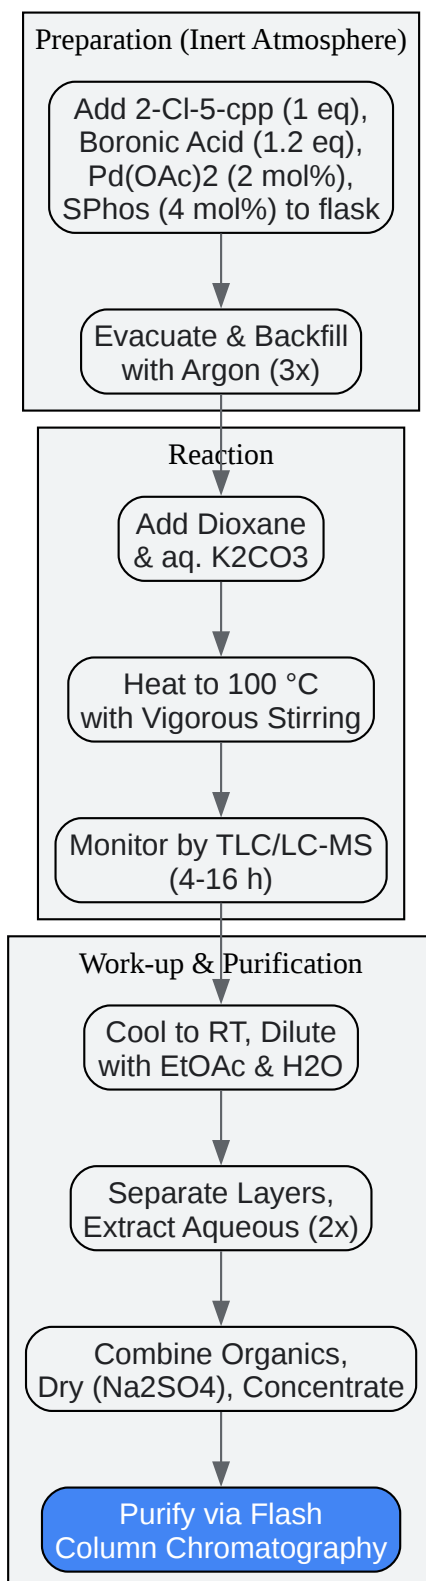 Preparation (Inert Atmosphere)
Add 2-Cl-5-cpp (1 eq),
Boronic Acid (1.2 eq),
Pd(OAc)2 (2 mol%),
SPhos (4 mol%) to flask
Evacuate & Backfill
with Argon (3x)
Reaction
Add Dioxane
& aq. K2CO3
Heat to 100 °C
with Vigorous Stirring
Monitor by TLC/LC-MS
(4-16 h)
Work-up & Purification
Cool to RT, Dilute
with EtOAc & H2O
Separate Layers,
Extract Aqueous (2x)
Combine Organics,
Dry (Na2SO4), Concentrate
Purify via Flash
Column Chromatography